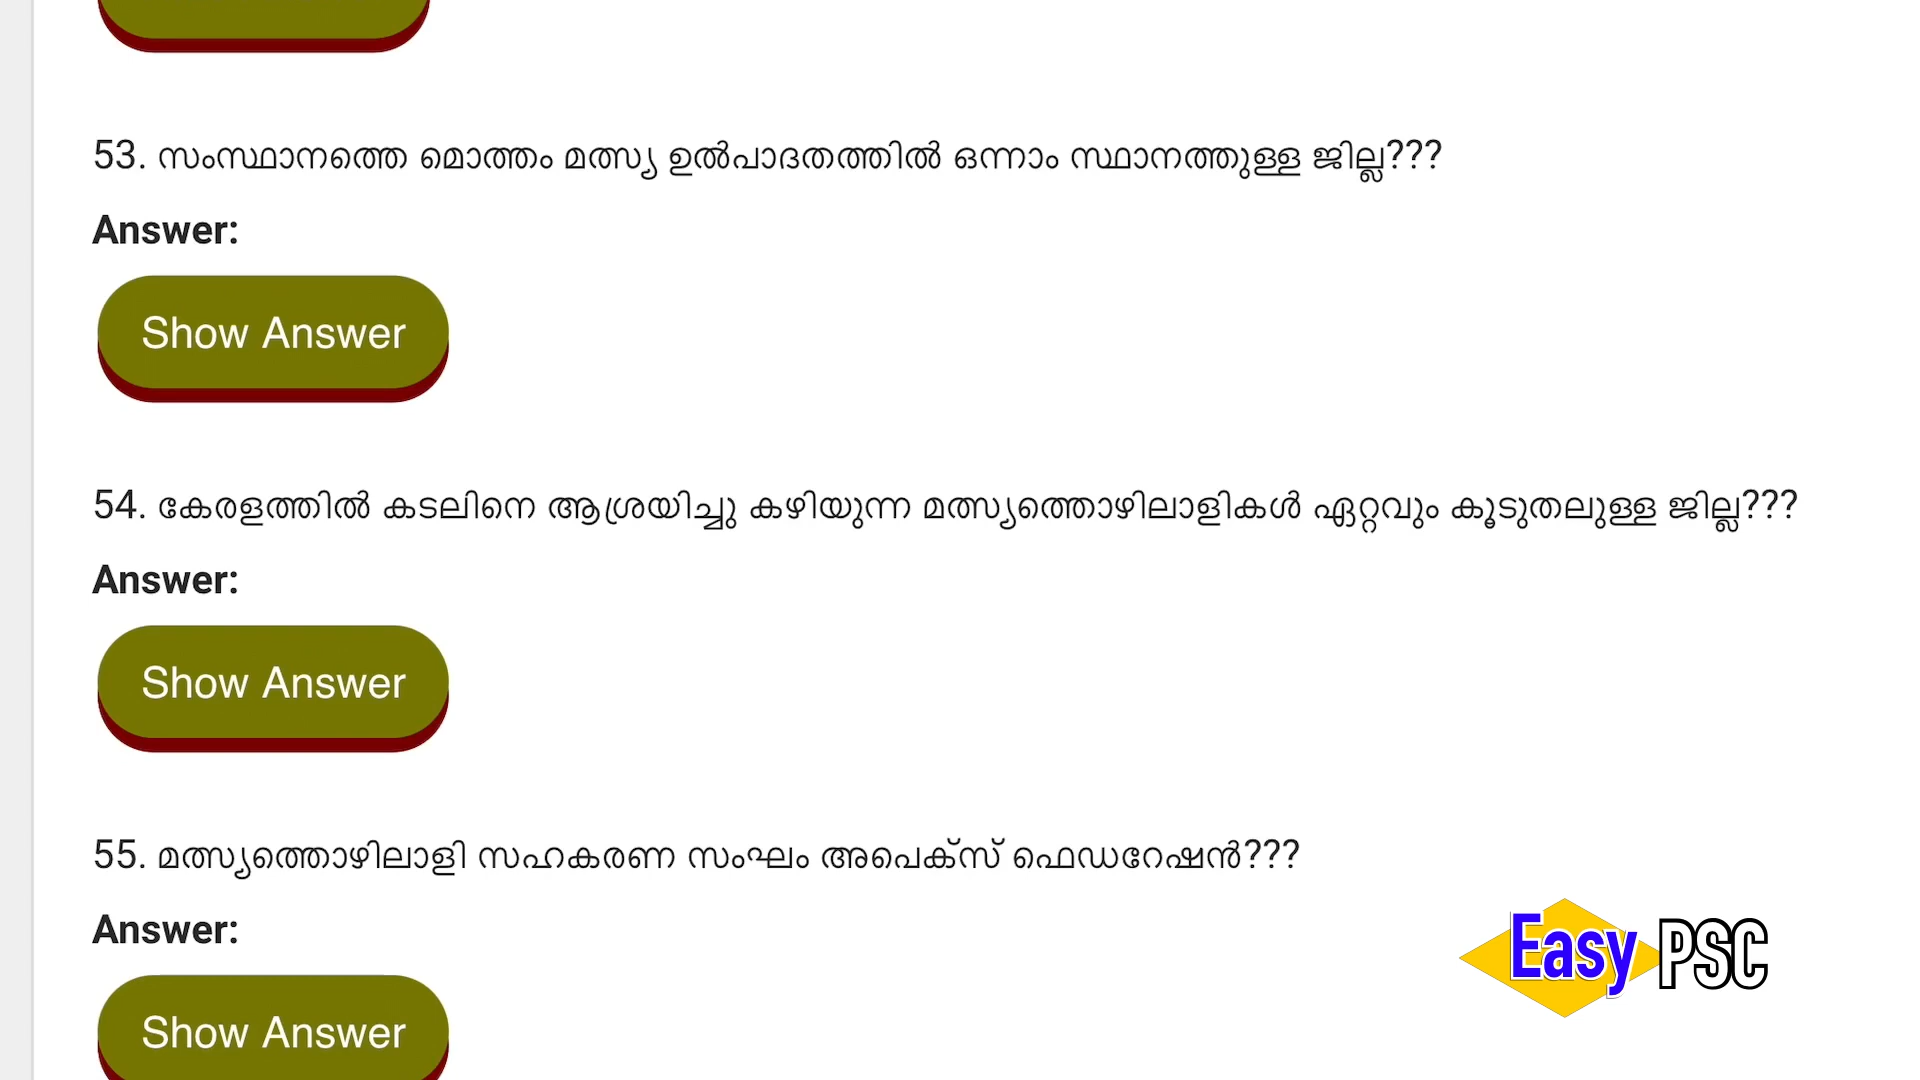 53. സംസ്ഥാനത്തെ മൊത്തം മത്സ്യ ഉൽപാദതത്തിൽ ഒന്നാം സ്ഥാനത്തുള്ള ജില്ല???
Answer:
Show Answer
54. കേരളത്തിൽ കടലിനെ ആശ്രയിച്ചു കഴിയുന്ന മത്സ്യത്തൊഴിലാളികൾ ഏറ്റവും കൂടുതലുള്ള ജില്ല???
Answer:
Show Answer
55. മത്സ്യത്തൊഴിലാളി സഹകരണ സംഘം അപെക്സ് ഫെഡറേഷൻ???
Answer:
Easy PSC
Show Answer